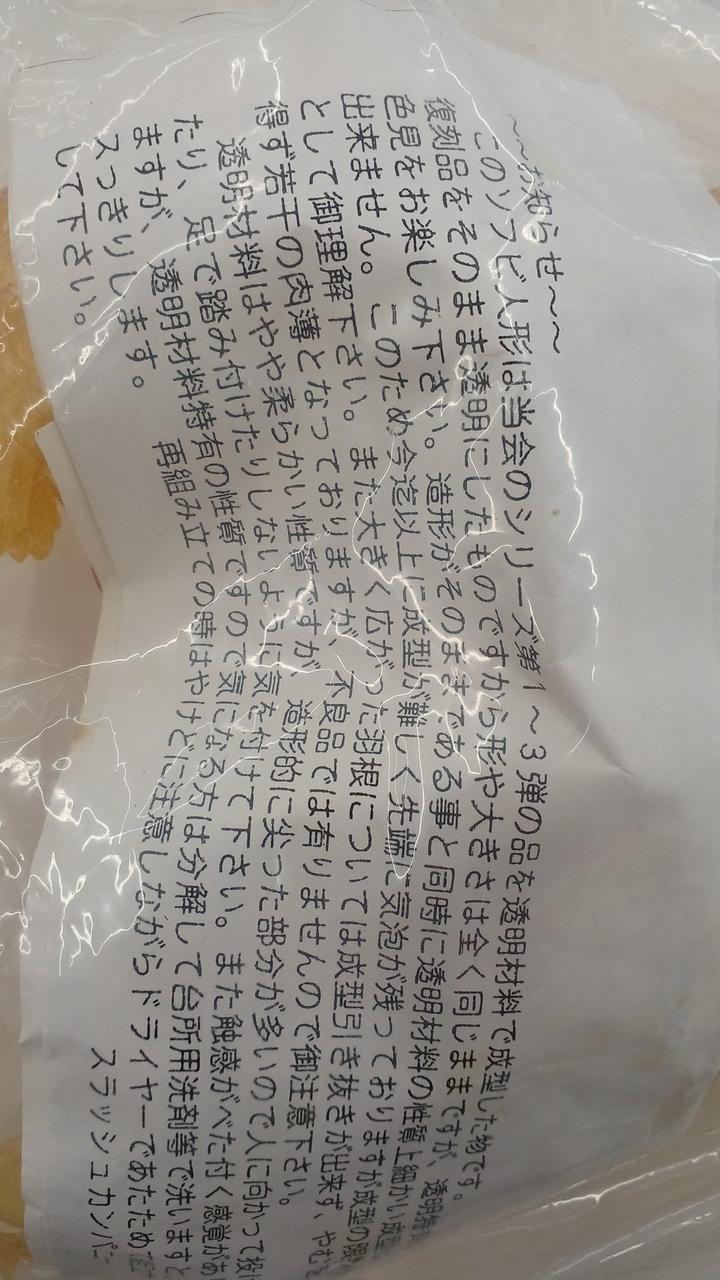 ～～お知らせ～～
このソフビ人形は当会のシリーズ第1～3弾の品を透明材料で成型した物です。
復刻品をそのまま透明にしたものですから形や大きさは全く同じままですが、透明
色見をお楽しみ下さい。造形がそのままである事と同時に透明材料の性質上細かい成型
出来ません。このため今迄以上に成型が難しく先端に気泡が残っておりますが成型の限
として御理解下さい。また大きく広がった羽根については成型引き抜きが出来ず、やむを
得ず若干の肉薄となっておりますが、不良品では有りませんので御注意下さい。
透明材料はやや柔らかい性質ですが、造形的に尖った部分が多いので人に向かって投げ
たり、足で踏み付けたりしないように気を付けて下さい。また触感がべた付く感覚があ
ますが、透明材料特有の性質ですので気になる方は分解して台所用洗剤等で洗いますと
スっきりします。再組み立ての時はやけどに注意しながらドライヤーであたため
して下さい。
スラッシュカンパニ